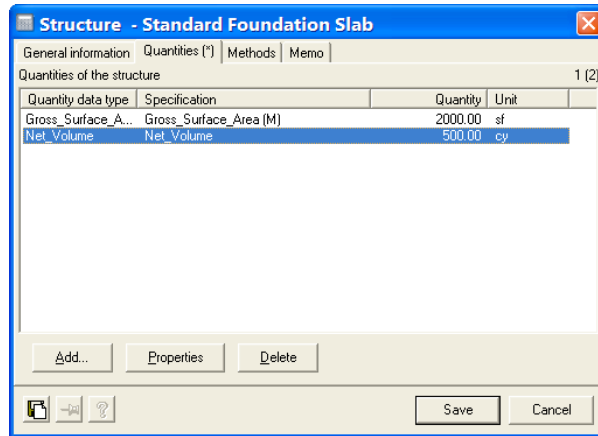 Structure - Standard Foundation Slab
General information Quantities (*) Methods Memo
Quantities of the structure 1 (2)
Quantity data type Specification Quantity Unit
Gross_Surface_A... Gross_Surface_Area (M) 2000.00 sf
Net_Volume Net_Volume 500.00 cy
Add... Properties Delete
Save Cancel